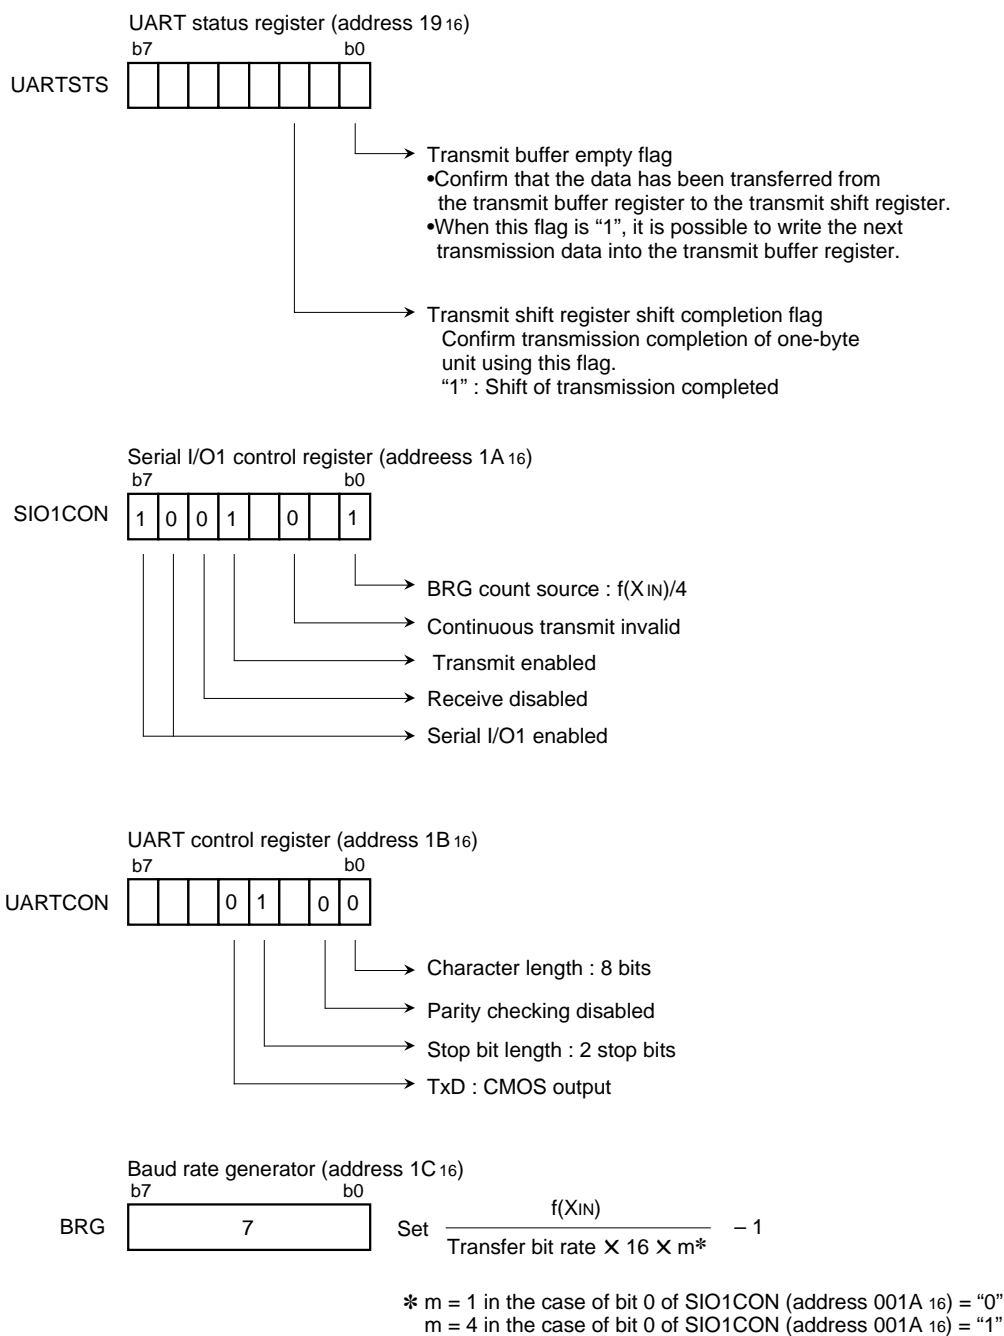 UART status register (address 19 16)
b7 b0
UARTSTS
Transmit buffer empty flag
•Confirm that the data has been transferred from
the transmit buffer register to the transmit shift register.
•When this flag is “1”, it is possible to write the next
transmission data into the transmit buffer register.
Transmit shift register shift completion flag
Confirm transmission completion of one-byte
unit using this flag.
“1” : Shift of transmission completed
Serial I/O1 control register (addreess 1A 16)
b7 b0
SIO1CON 1 0 0 1 0 1
BRG count source : f(XIN)/4
Continuous transmit invalid
Transmit enabled
Receive disabled
Serial I/O1 enabled
UART control register (address 1B 16)
b7 b0
UARTCON 0 1 0 0
Character length : 8 bits
Parity checking disabled
Stop bit length : 2 stop bits
TxD : CMOS output
Baud rate generator (address 1C 16)
b7 b0
BRG 7 Set f(XIN) – 1
Transfer bit rate ✕ 16 ✕ m✻
✻ m = 1 in the case of bit 0 of SIO1CON (address 001A 16) = “0”
m = 4 in the case of bit 0 of SIO1CON (address 001A 16) = “1”